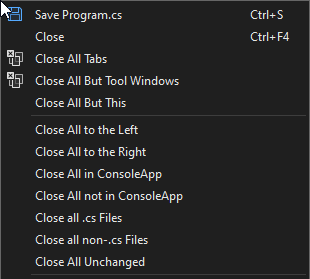 Save Program.cs Ctrl+S
Close Ctrl+F4
Close All Tabs
Close All But Tool Windows
Close All But This
Close All to the Left
Close All to the Right
Close All in ConsoleApp
Close All not in ConsoleApp
Close all .cs Files
Close all non-.cs Files
Close All Unchanged